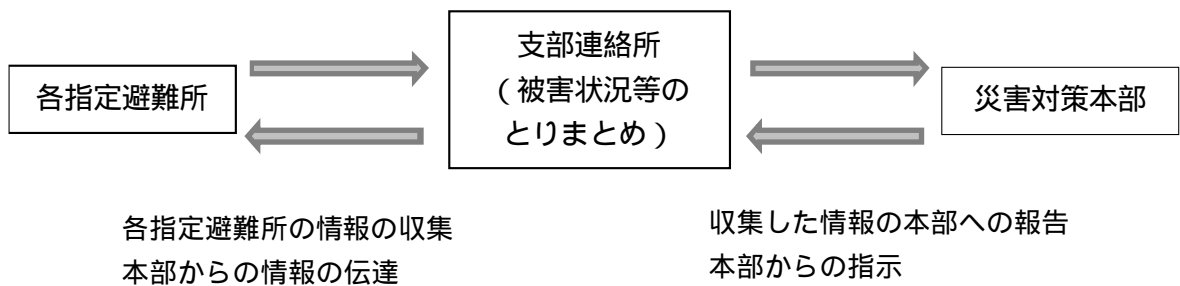 各指定避難所
支部連絡所
（被害状況等の
とりまとめ）
災害対策本部
各指定避難所の情報の収集
本部からの情報の伝達
収集した情報の本部への報告
本部からの指示